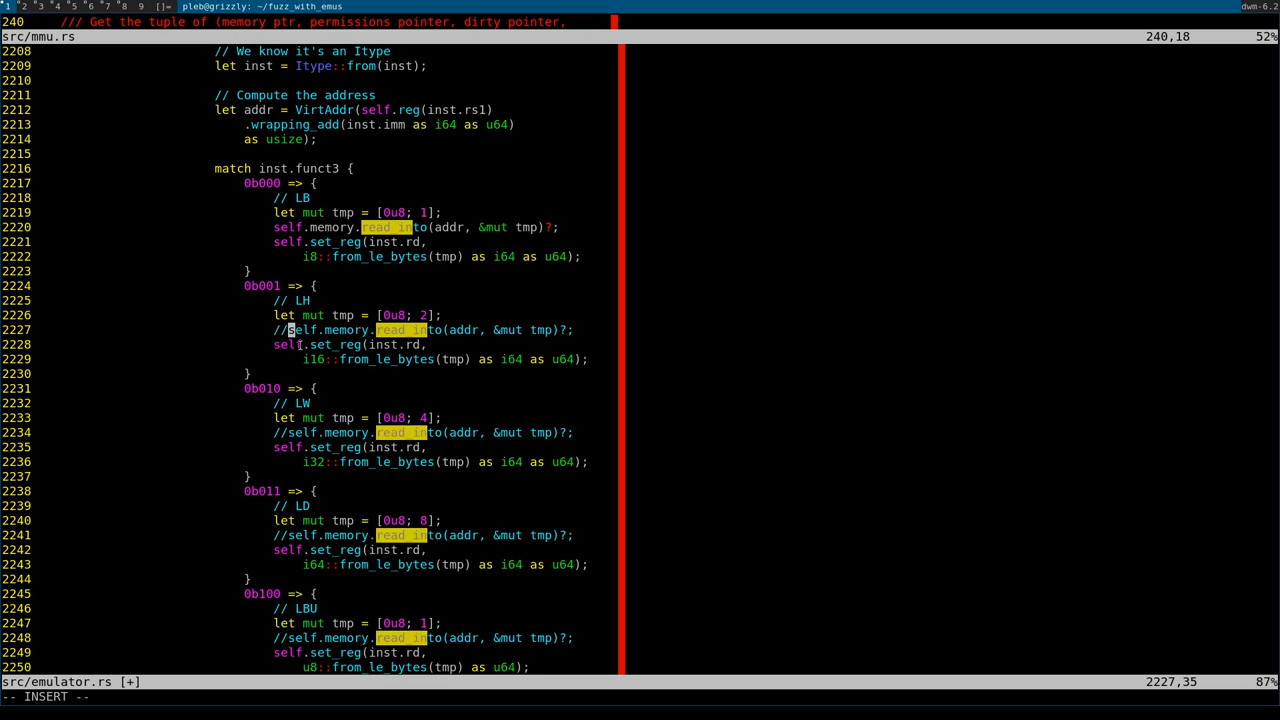 1 2 3 4 5 6 7 8 9 []= pleb@grizzly: ~/fuzz_with_emus dwm-6.2
240 /// Get the tuple of (memory ptr, permissions pointer, dirty pointer,
src/mmu.rs 240,18 52%
2208 // We know it's an Itype
2209 let inst = Itype::from(inst);
2210
2211 // Compute the address
2212 let addr = VirtAddr(self.reg(inst.rs1)
2213 .wrapping_add(inst.imm as i64 as u64)
2214 as usize);
2215
2216 match inst.funct3 {
2217 0b000 => {
2218 // LB
2219 let mut tmp = [0u8; 1];
2220 self.memory.read_into(addr, &mut tmp)?;
2221 self.set_reg(inst.rd,
2222 i8::from_le_bytes(tmp) as i64 as u64);
2223 }
2224 0b001 => {
2225 // LH
2226 let mut tmp = [0u8; 2];
2227 //self.memory.read_into(addr, &mut tmp)?;
2228 self.set_reg(inst.rd,
2229 i16::from_le_bytes(tmp) as i64 as u64);
2230 }
2231 0b010 => {
2232 // LW
2233 let mut tmp = [0u8; 4];
2234 //self.memory.read_into(addr, &mut tmp)?;
2235 self.set_reg(inst.rd,
2236 i32::from_le_bytes(tmp) as i64 as u64);
2237 }
2238 0b011 => {
2239 // LD
2240 let mut tmp = [0u8; 8];
2241 //self.memory.read_into(addr, &mut tmp)?;
2242 self.set_reg(inst.rd,
2243 i64::from_le_bytes(tmp) as i64 as u64);
2244 }
2245 0b100 => {
2246 // LBU
2247 let mut tmp = [0u8; 1];
2248 //self.memory.read_into(addr, &mut tmp)?;
2249 self.set_reg(inst.rd,
2250 u8::from_le_bytes(tmp) as u64);
src/emulator.rs [+] 2227,35 87%
-- INSERT --